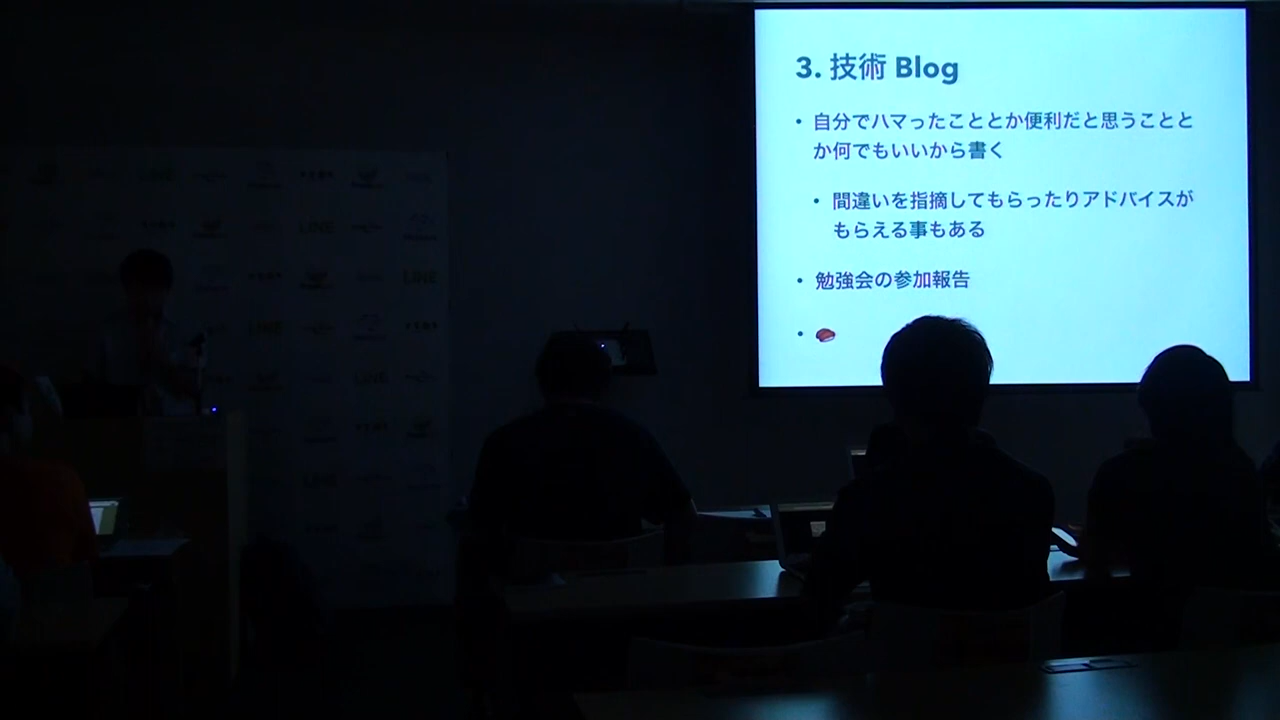 3. 技術 Blog
• 自分でハマったこととか便利だと思うことと
か何でもいいから書く
• 間違いを指摘してもらったりアドバイスが
もらえる事もある
• 勉強会の参加報告
•
LINE
LINE
LINE